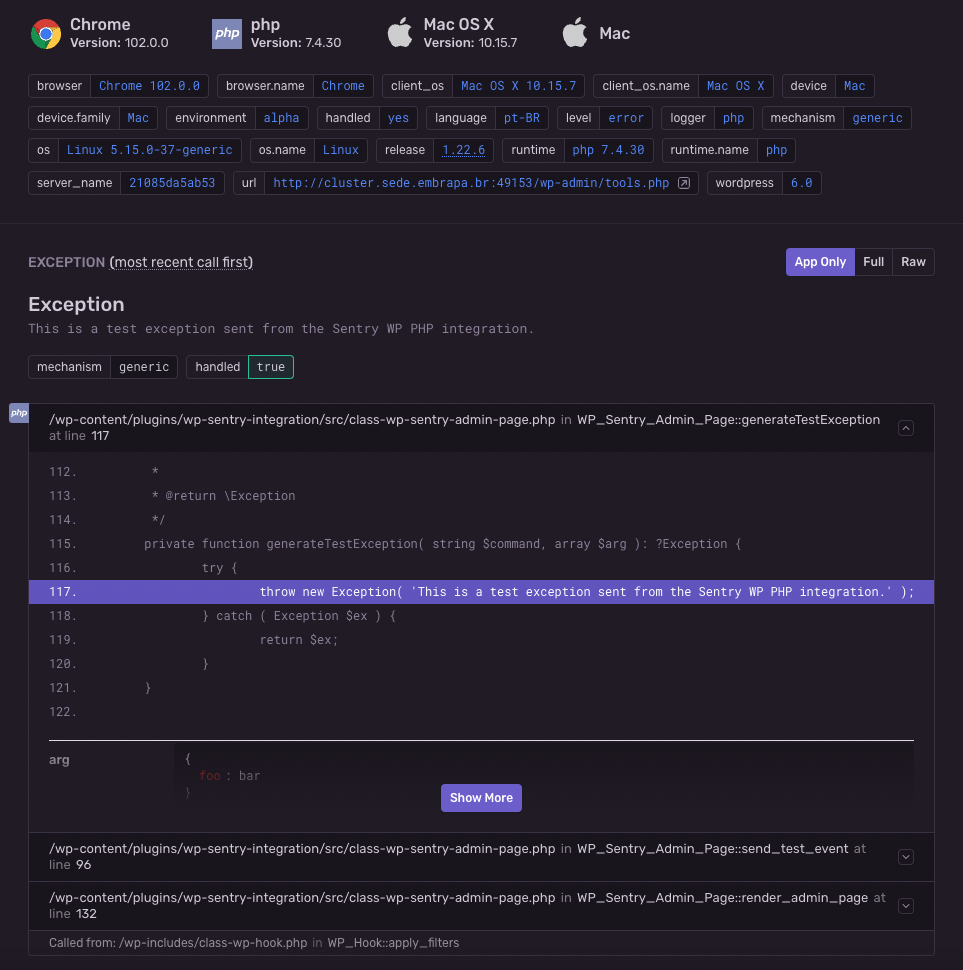 Chrome
Version: 102.0.0
php
php
Version: 7.4.30
Mac OS X
Version: 10.15.7
Mac
browser Chrome 102.0.0 browser.name Chrome client_os Mac OS X 10.15.7 client_os.name Mac OS X device Mac
device.family Mac environment alpha handled yes language pt-BR level error logger php mechanism generic
os Linux 5.15.0-37-generic os.name Linux release 1.22.6 runtime php 7.4.30 runtime.name php
server_name 21085da5ab53 url http://cluster.sede.embrapa.br:49153/wp-admin/tools.php wordpress 6.0
EXCEPTION (most recent call first) App Only Full Raw
Exception
This is a test exception sent from the Sentry WP PHP integration.
mechanism generic handled true
php
/wp-content/plugins/wp-sentry-integration/src/class-wp-sentry-admin-page.php in WP_Sentry_Admin_Page::generateTestException
at line 117
112. *
113. * @return \Exception
114. */
115. private function generateTestException( string $command, array $arg ): ?Exception {
116. try {
117. throw new Exception( 'This is a test exception sent from the Sentry WP PHP integration.' );
118. } catch ( Exception $ex ) {
119. return $ex;
120. }
121. }
122.
arg {
foo : bar
}
Show More
/wp-content/plugins/wp-sentry-integration/src/class-wp-sentry-admin-page.php in WP_Sentry_Admin_Page::send_test_event at
line 96
/wp-content/plugins/wp-sentry-integration/src/class-wp-sentry-admin-page.php in WP_Sentry_Admin_Page::render_admin_page at
line 132
Called from: /wp-includes/class-wp-hook.php in WP_Hook::apply_filters